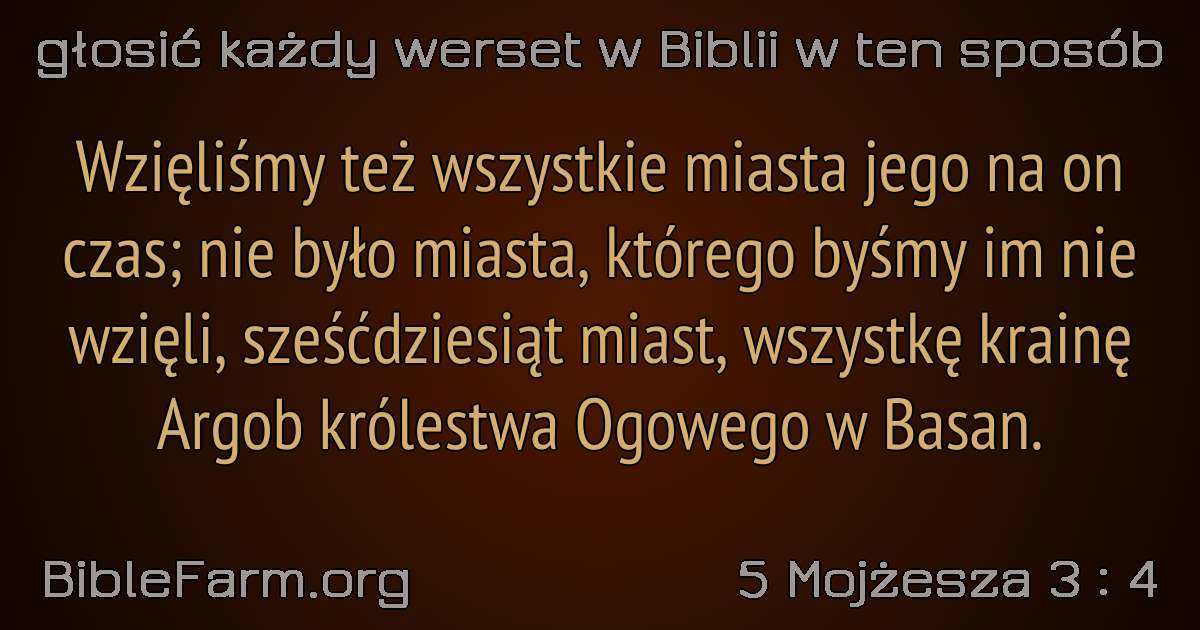 głosić każdy werset w Biblii w ten sposób
Wzięliśmy też wszystkie miasta jego na on
czas; nie było miasta, którego byśmy im nie
wzięli, sześćdziesiąt miast, wszystkę krainę
Argob królestwa Ogowego w Basan.
BibleFarm.org
5 Mojżesza 3 : 4